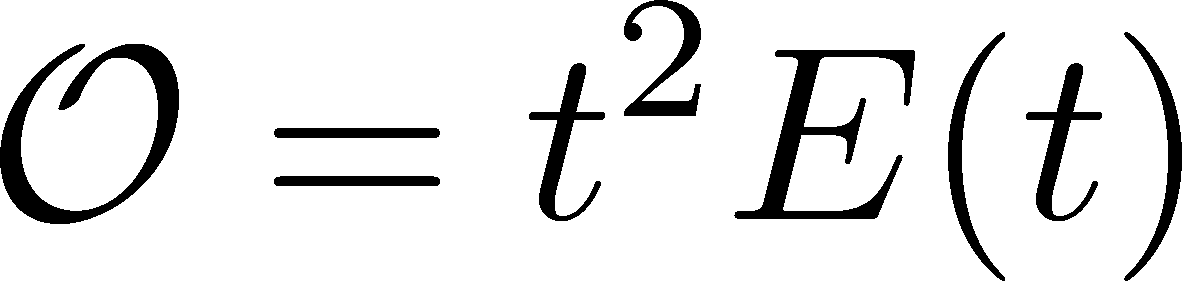 𝒪 = t²E(t)